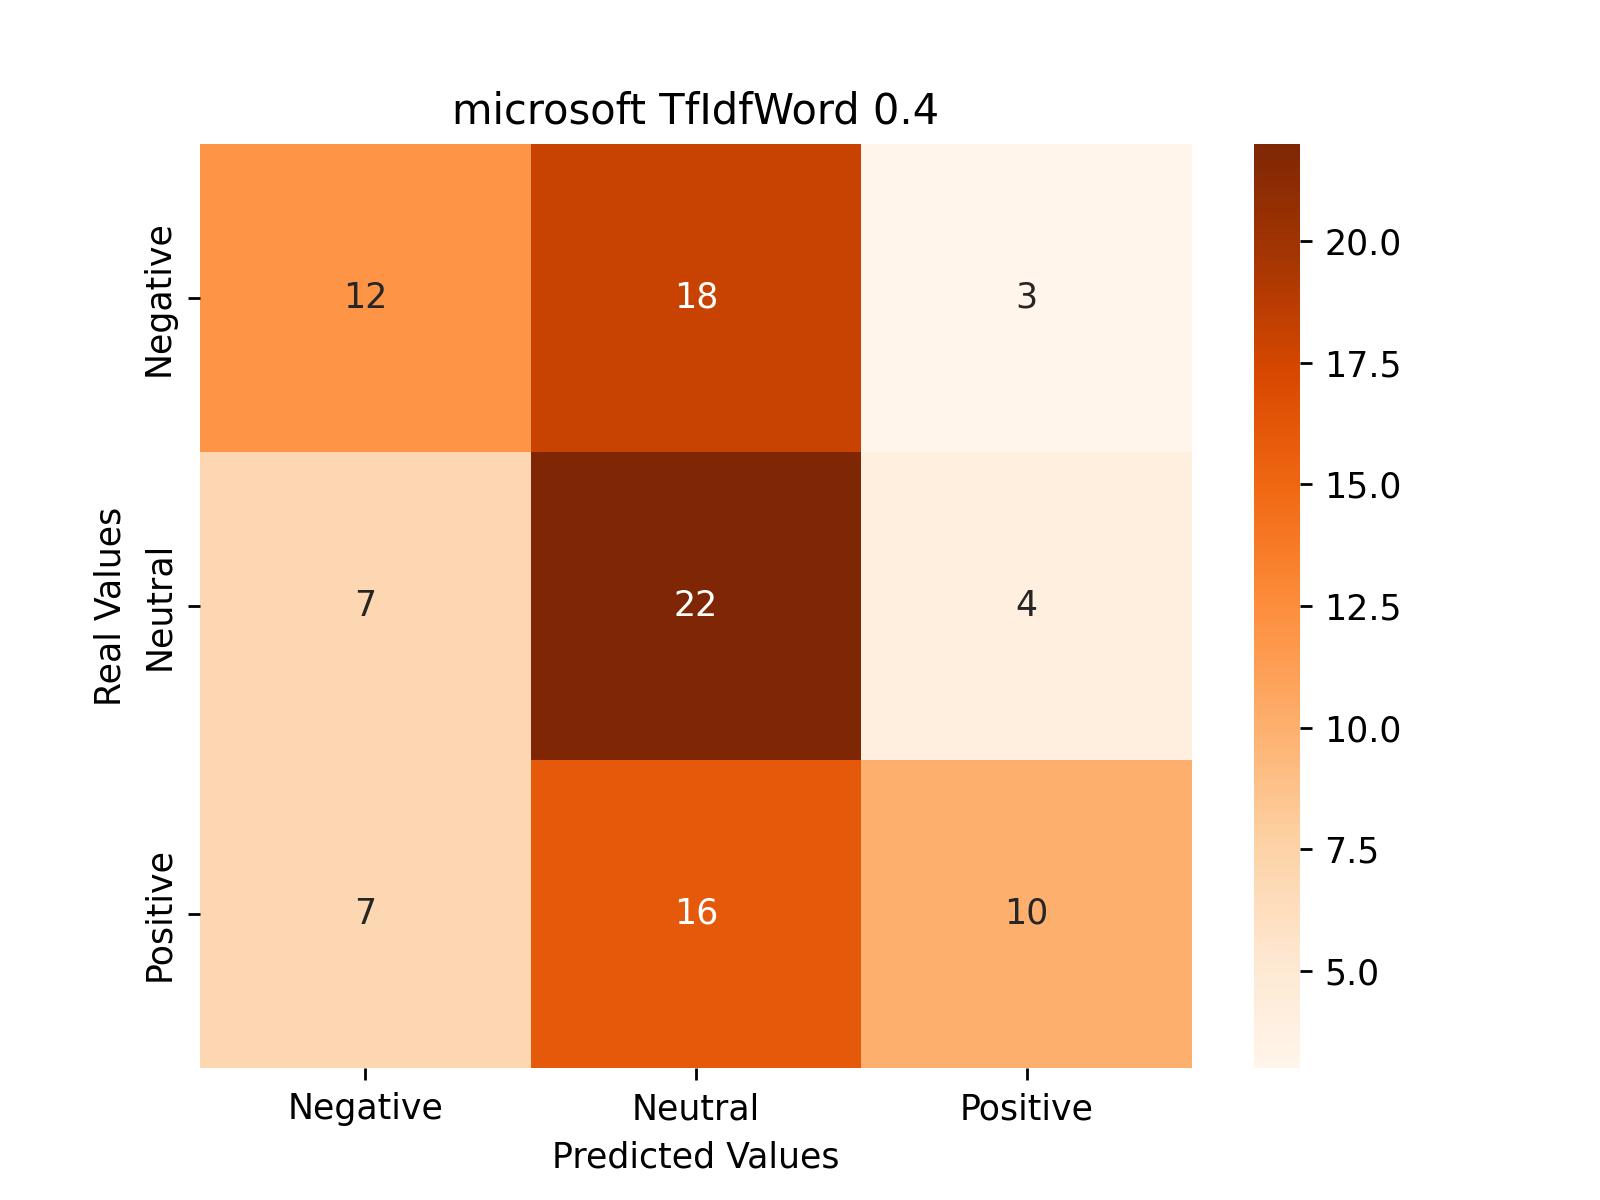 microsoft TfIdfWord 0.4
Real Values
Negative
12 18 3
Neutral
7 22 4
Positive
7 16 10
Negative Neutral Positive
Predicted Values
20.0
17.5
15.0
12.5
10.0
7.5
5.0